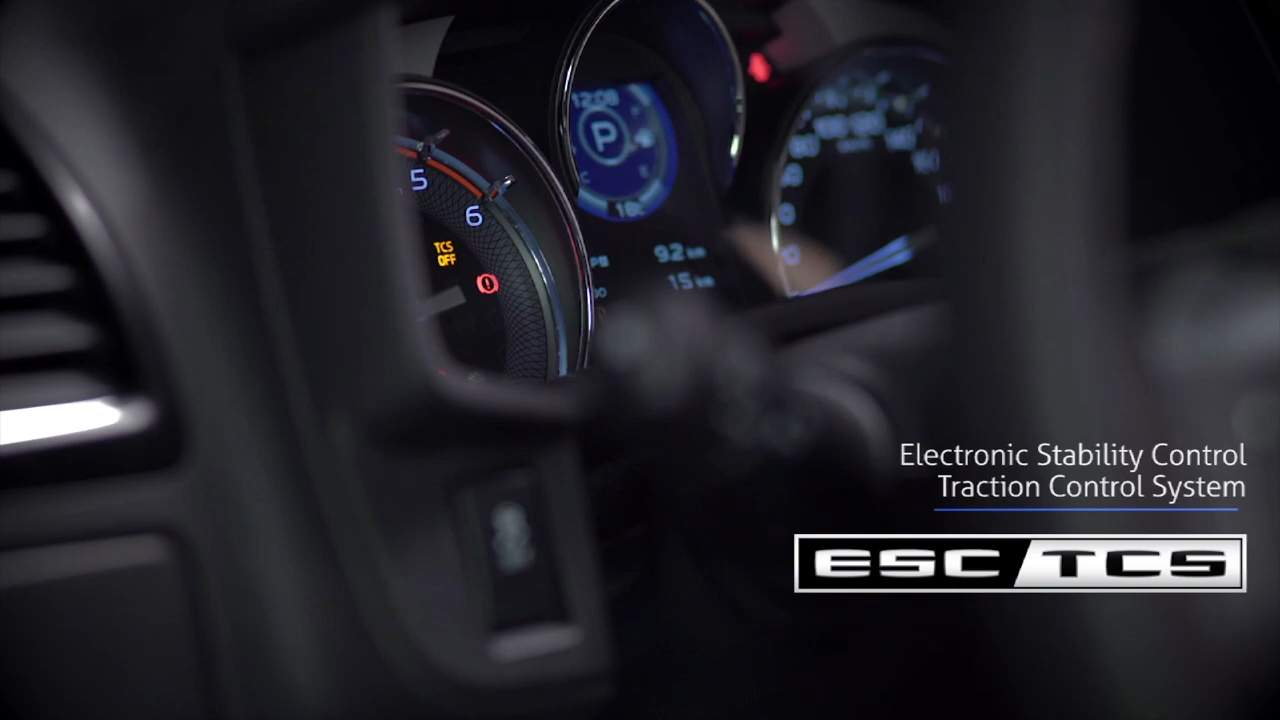 12:08
P
5
6
TCS
OFF
92 km
15 km
Electronic Stability Control
Traction Control System
ESC TCS